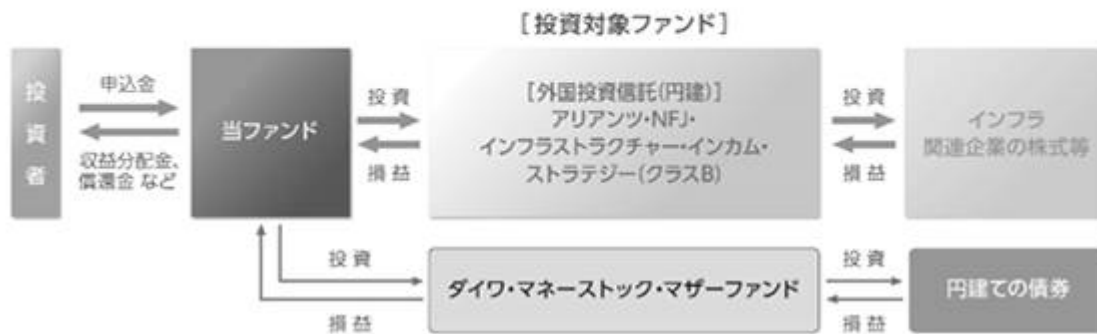 [投資対象ファンド]
投資者
申込金
収益分配金、
償還金 など
当ファンド
投 資
損 益
[外国投資信託(円建)]
アリアンツ・NFJ・
インフラストラクチャー・インカム・
ストラテジー(クラスB)
投 資
損 益
インフラ
関連企業の株式等
投 資
損 益
ダイワ・マネーストック・マザーファンド
投 資
損 益
円建ての債券